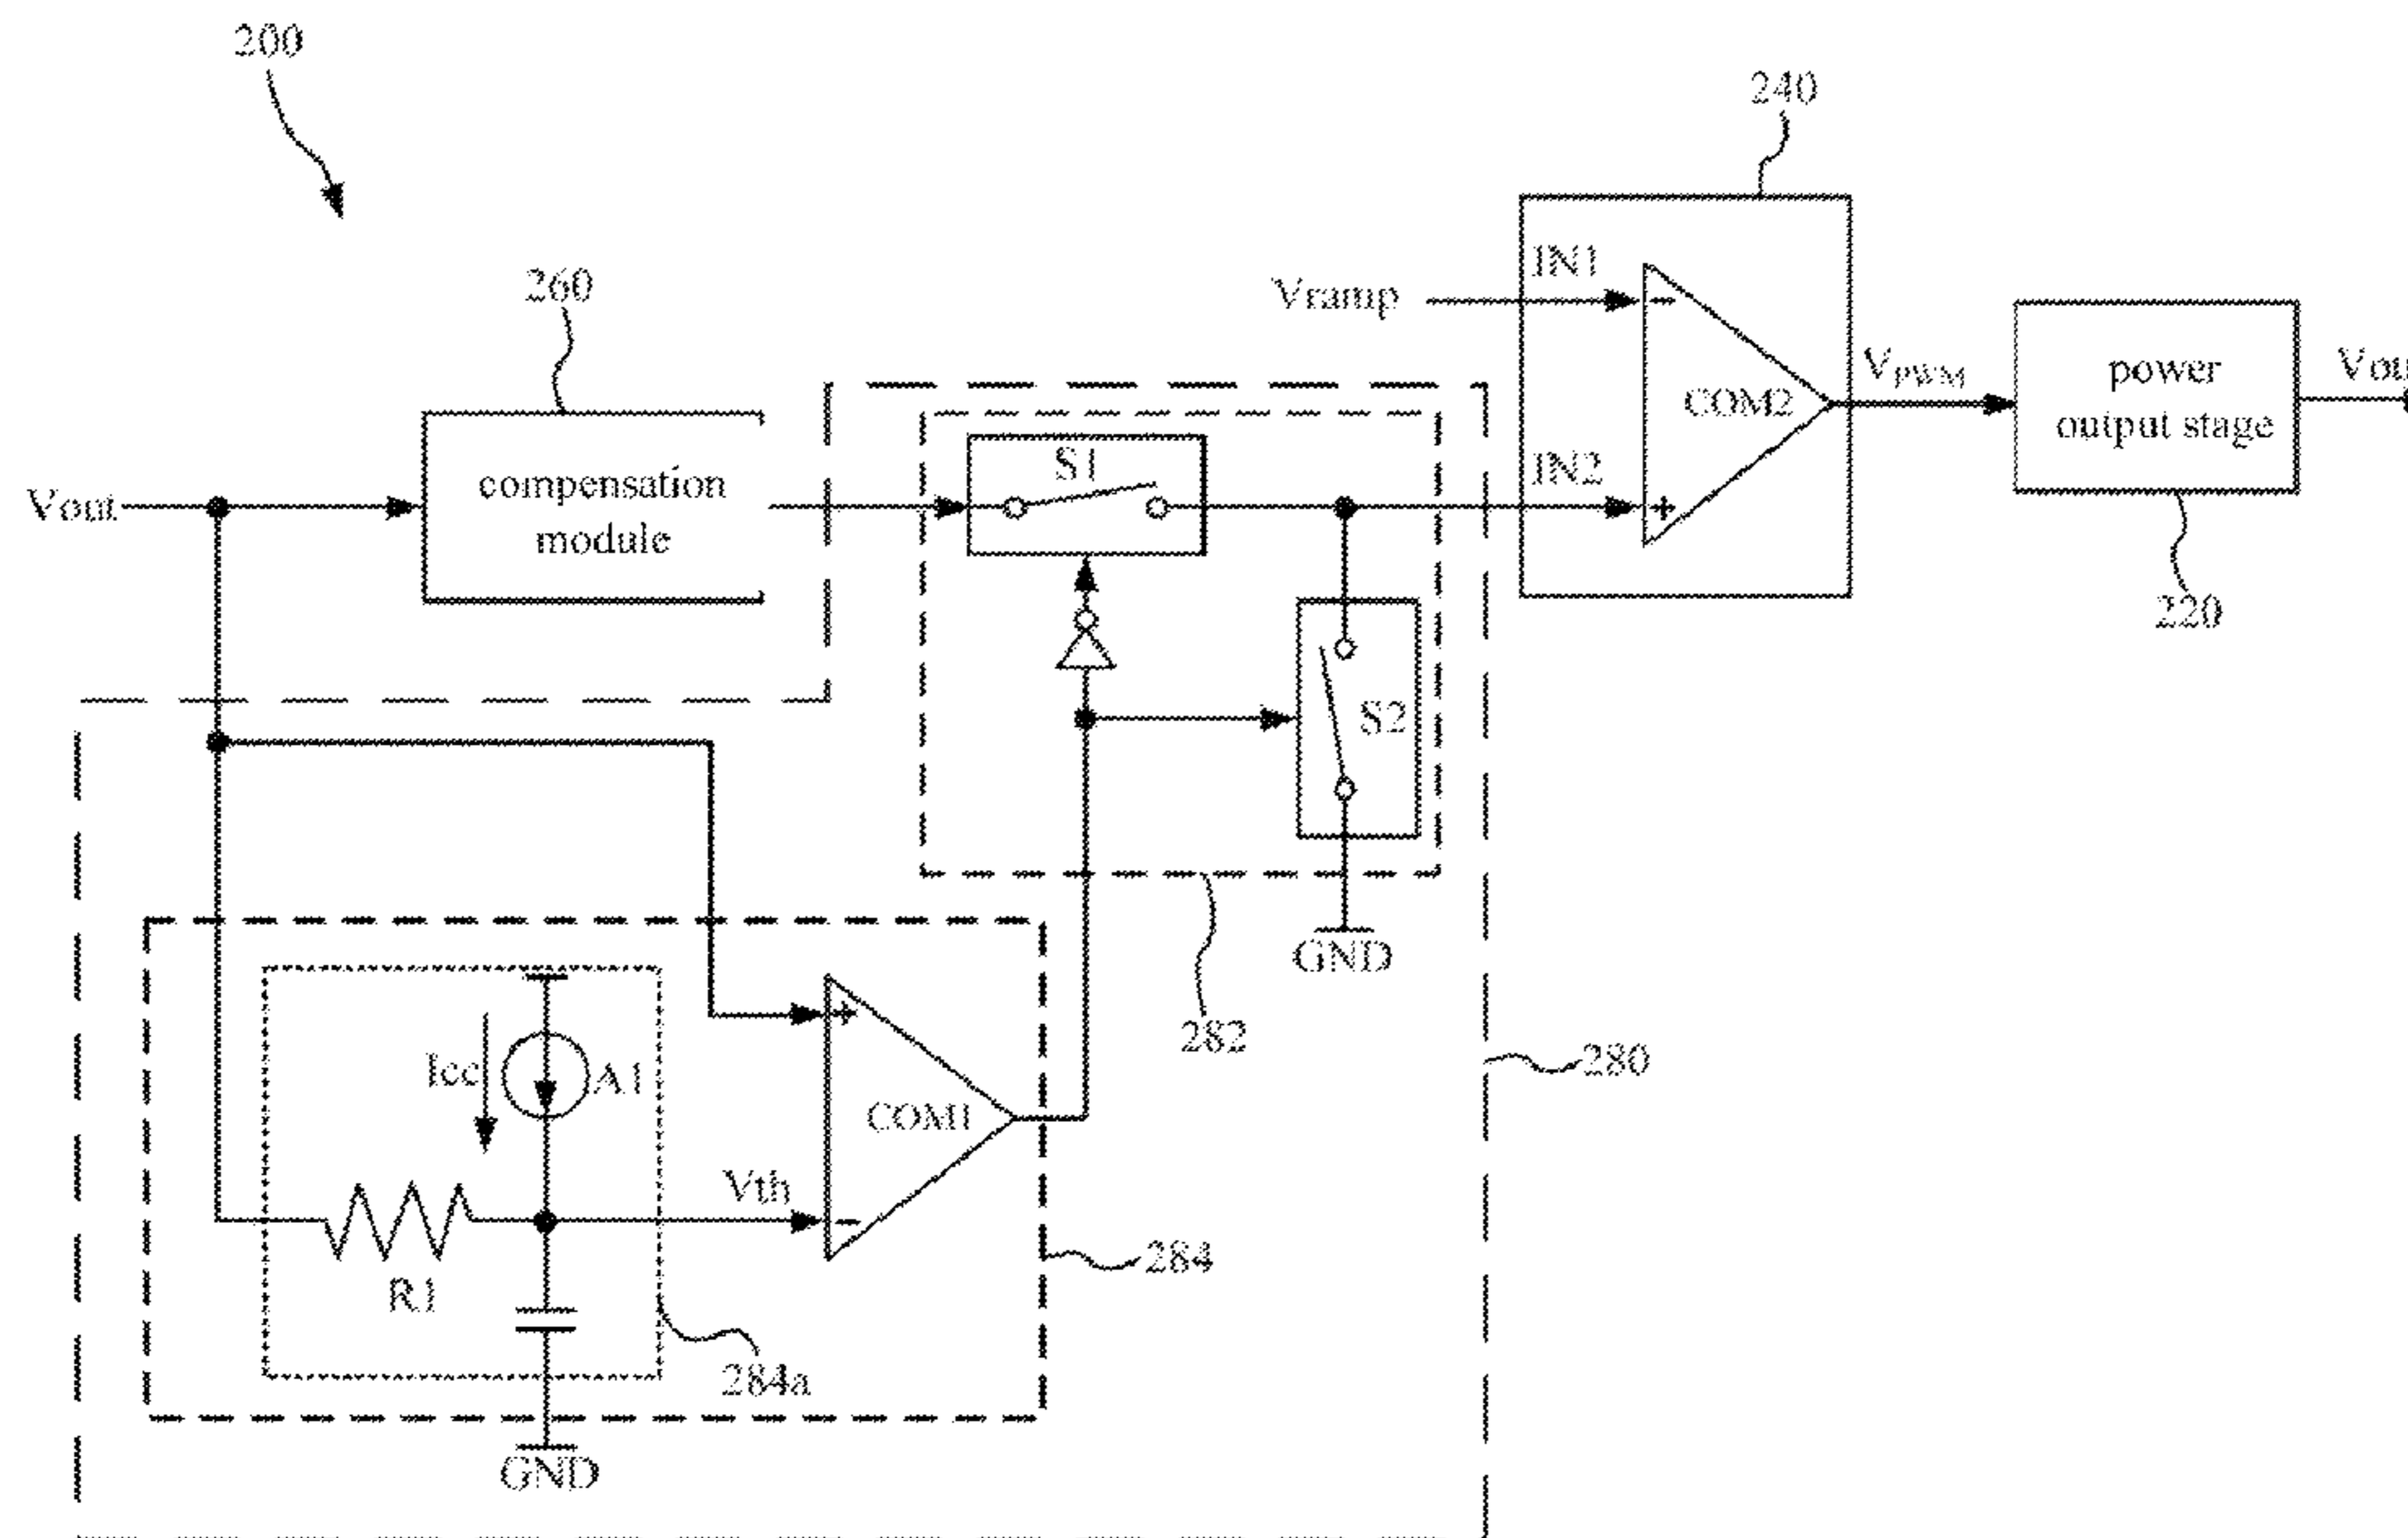 200
240
260
IN1
Vramp
COM2
VPWM
power
output stage
Vou
S1
IN2
compensation
module
Vout
220
S2
GND
282
280
Icc
A1
COM1
Vth
284
R1
284a
GND